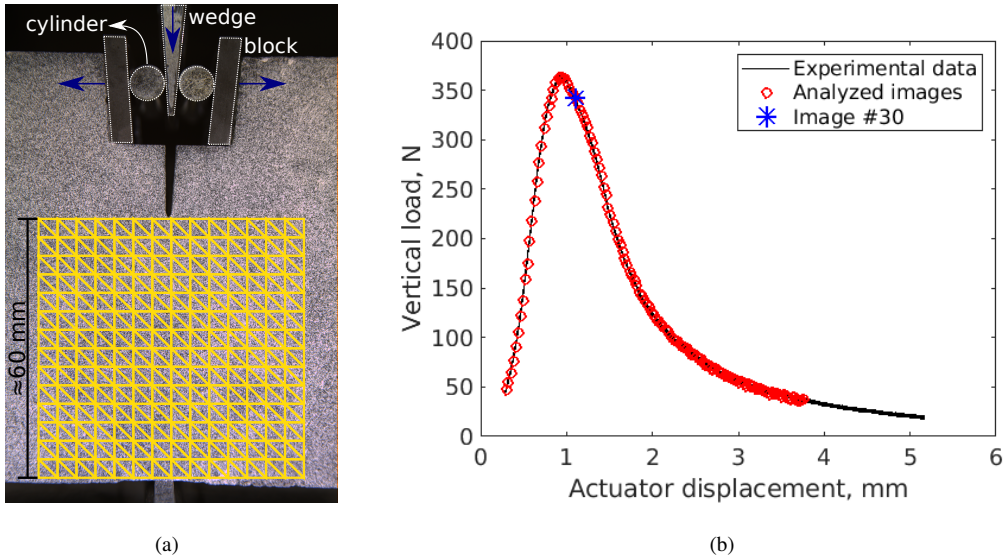 cylinder
wedge
block
≈60 mm
(a)
400
350
300
250
200
150
100
50
0
0 1 2 3 4 5 6
Vertical load, N
Actuator displacement, mm
Experimental data
Analyzed images
Image #30
(b)